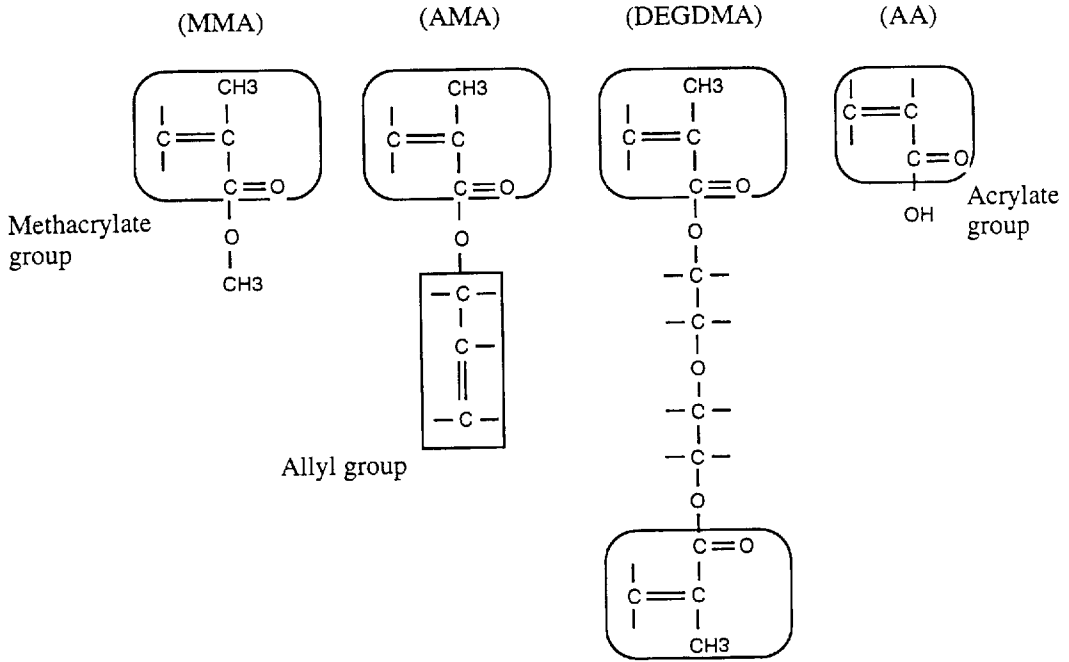 (MMA)
(AMA)
(DEGDMA)
(AA)
CH3
C=C
C=O
O
CH3
Methacrylate
group
CH3
C=C
C=O
O
C
C
C
Allyl group
CH3
C=C
C=O
O
C
C
O
C
C
O
C=O
C=C
CH3
C=C
C=O
OH
Acrylate
group